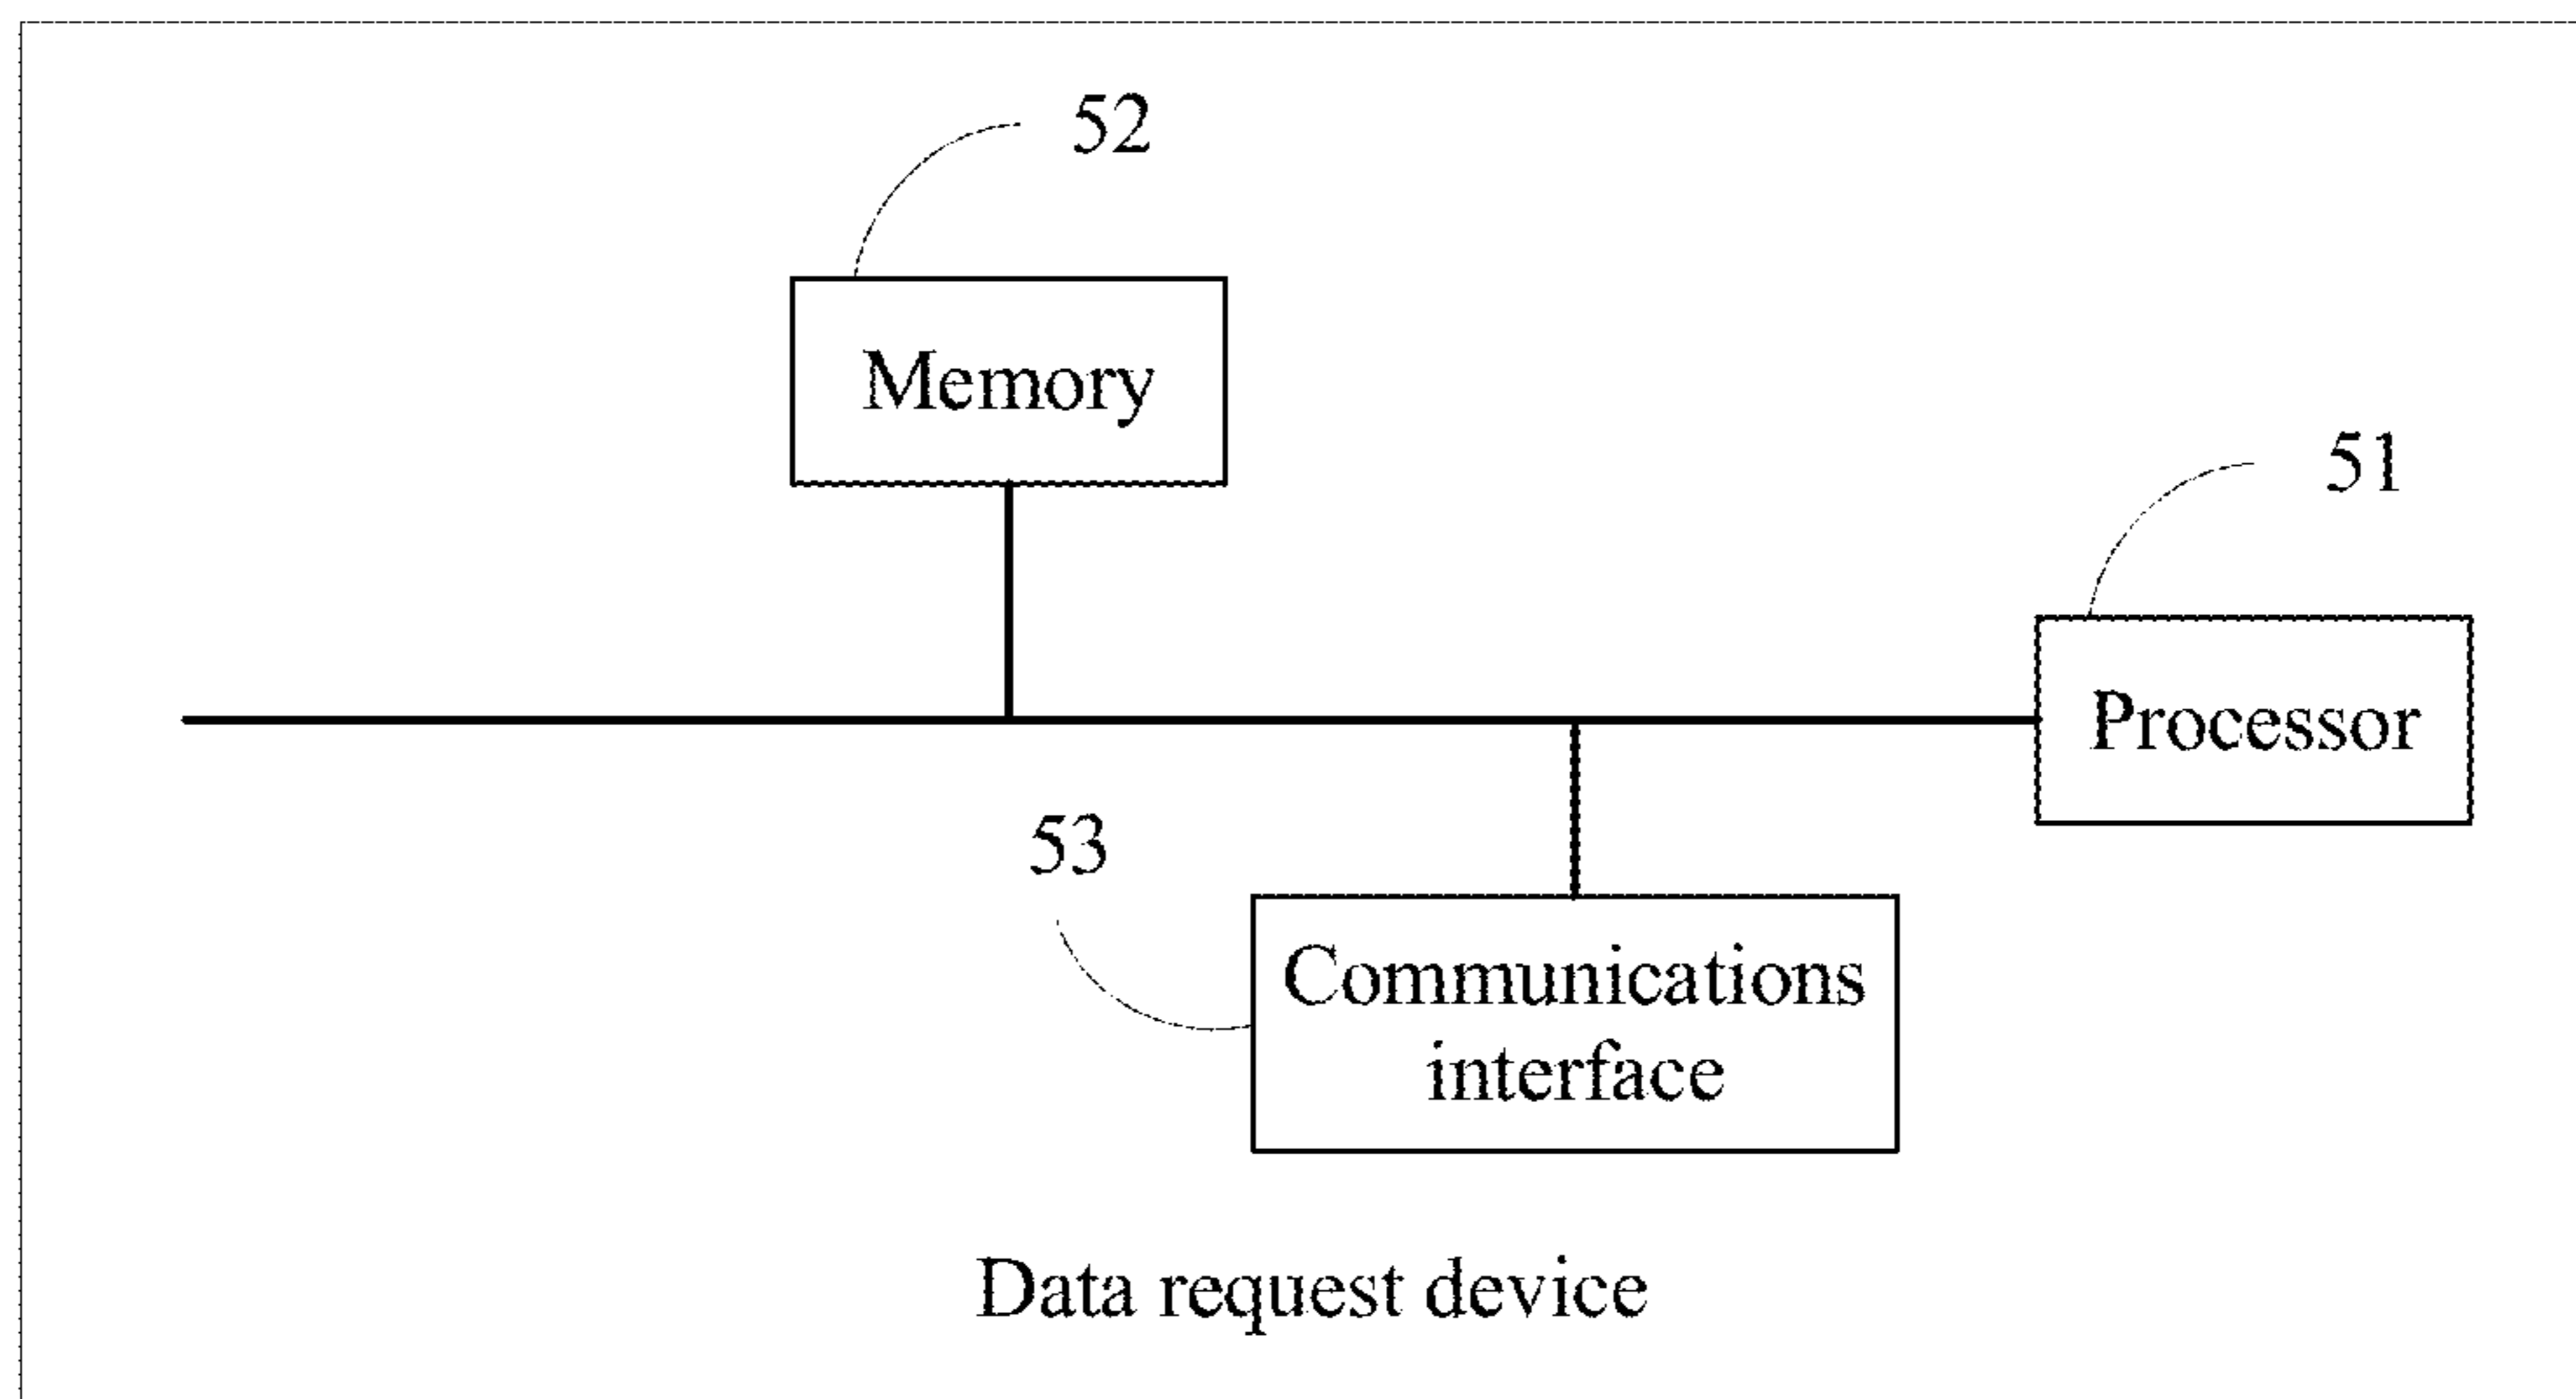 52
Memory
51
Processor
53
Communications
interface
Data request device